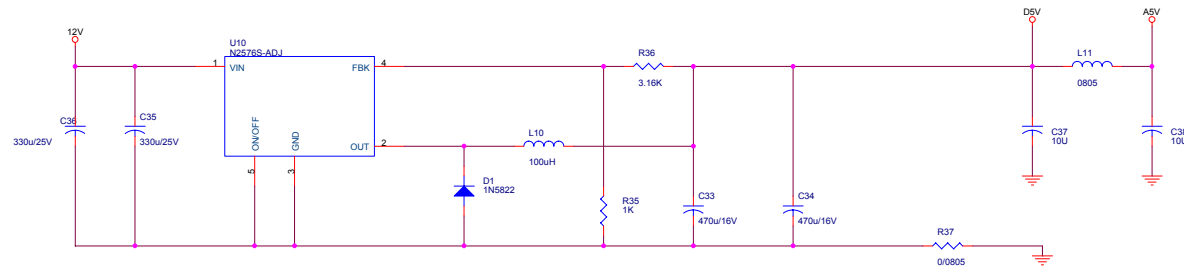 D5V
A5V
12V
U10
N2576S-ADJ
R36
L11
1
VIN
FBK
4
3.16K
0805
C36
C35
330u/25V
330u/25V
ON/OFF
GND
OUT
2
L10
100uH
C37
10U
C38
10U
5
3
D1
1N5822
R35
1K
C33
470u/16V
C34
470u/16V
R37
0/0805